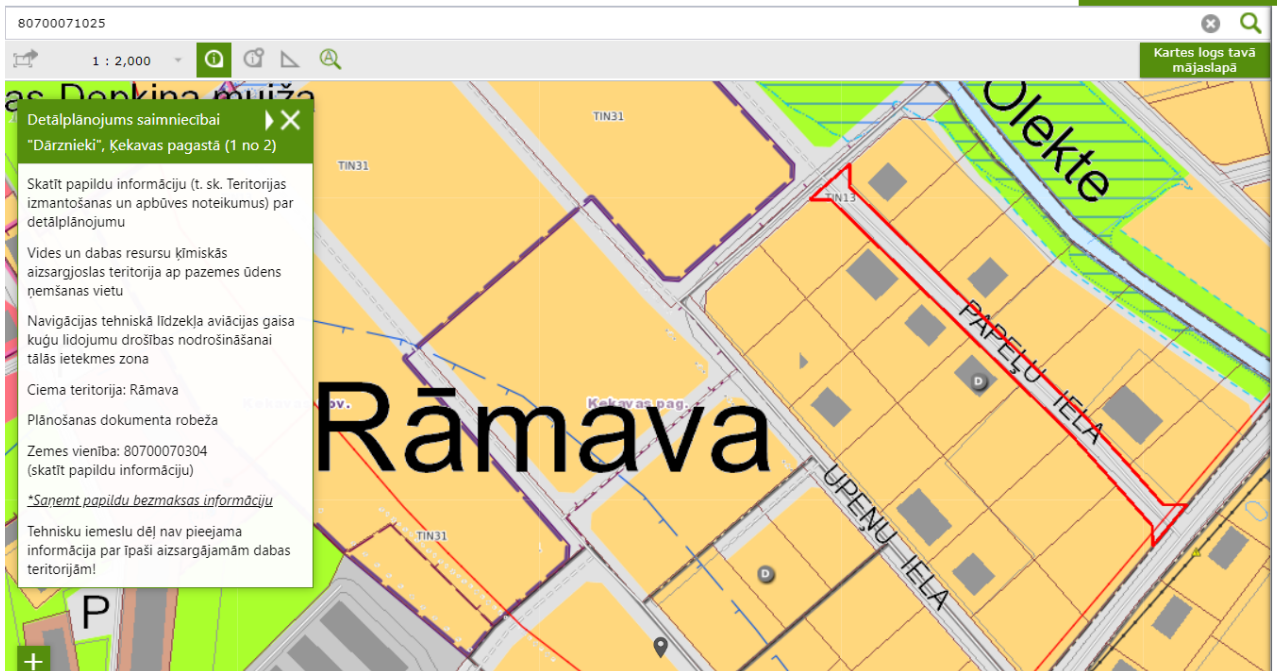 80700071025
1 : 2,000
Kartes logs tavā
mājaslapā
as Depkina muiža
Detālplānojums saimniecībai
"Dārznieki", Ķekavas pagastā (1 no 2)
Skatīt papildu informāciju (t. sk. Teritorijas
izmantošanas un apbūves noteikumus) par
detālplānojumu
Vides un dabas resursu ķīmiskās
aizsargjoslas teritorija ap pazemes ūdens
ņemšanas vietu
Navigācijas tehniskā līdzekļa aviācijas gaisa
kuģu lidojumu drošības nodrošināšanai
tālās ietekmes zona
Ciema teritorija: Rāmava
Plānošanas dokumenta robeža
Zemes vienība: 80700070304
(skatīt papildu informāciju)
*Saņemt papildu bezmaksas informāciju
Tehnisku iemeslu dēļ nav pieejama
informācija par īpaši aizsargājamām dabas
teritorijām!
TIN31
TIN31
TIN13
Olekte
PAPEĻU IELA
D
ov.
Ķekavas pag.
Rāmava
UPEŅU IELA
TIN31
D
P